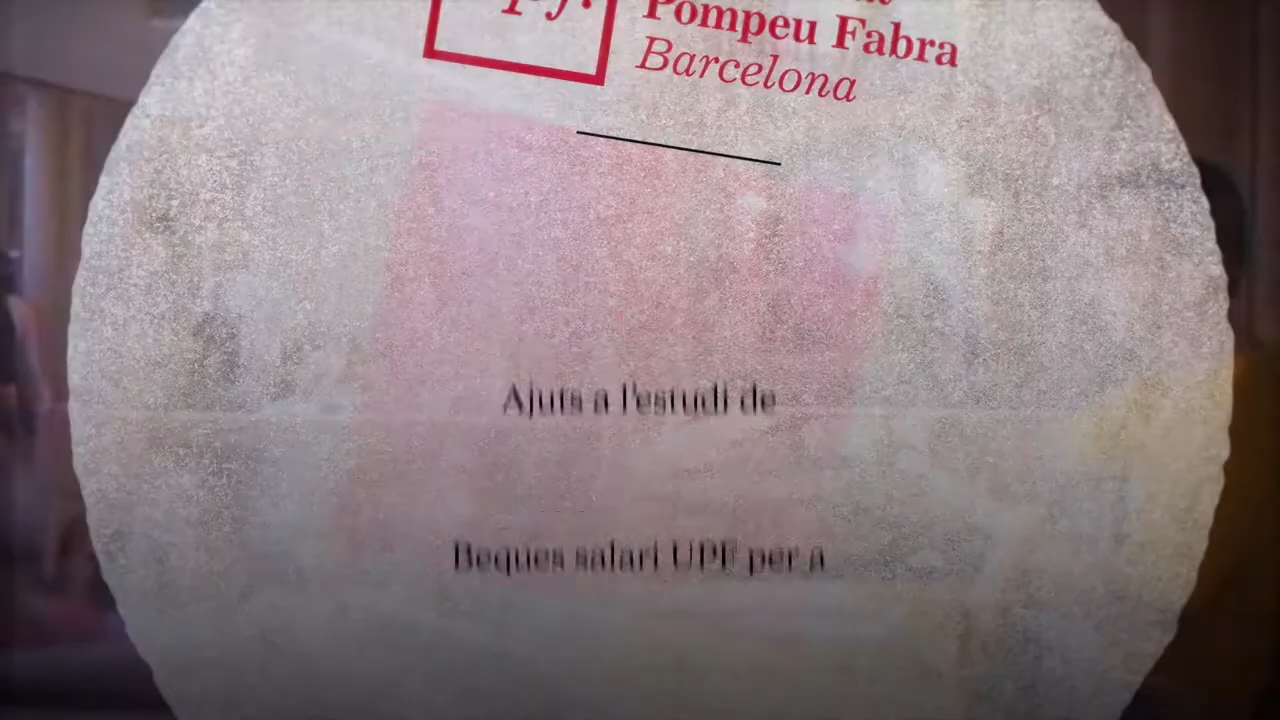 Pompeu Fabra
Barcelona
Ajuts a l'estudi de
Beques salari UPF per a